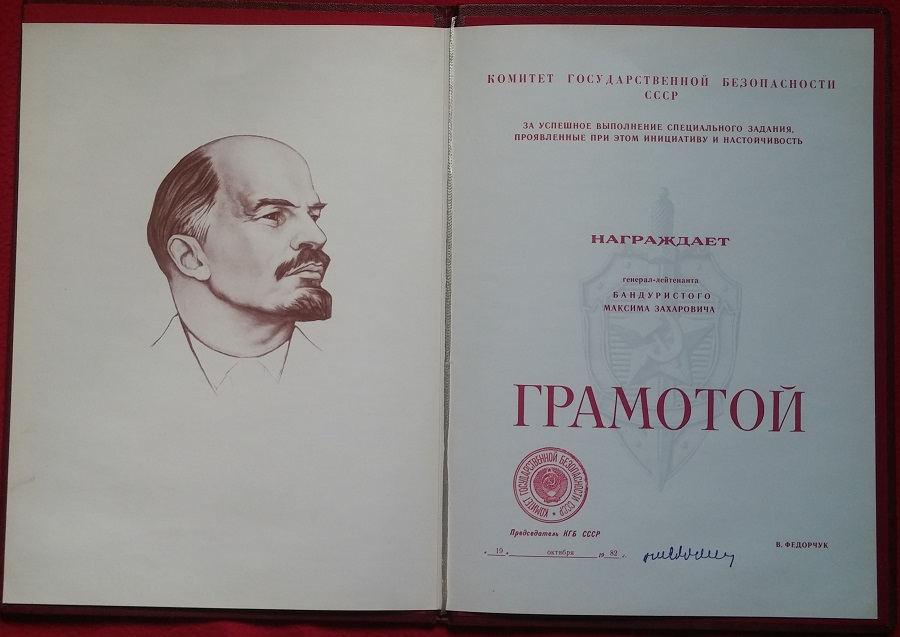 КОМИТЕТ ГОСУДАРСТВЕННОЙ БЕЗОПАСНОСТИ
СССР
ЗА УСПЕШНОЕ ВЫПОЛНЕНИЕ СПЕЦИАЛЬНОГО ЗАДАНИЯ,
ПРОЯВЛЕННЫЕ ПРИ ЭТОМ ИНИЦИАТИВУ И НАСТОЙЧИВОСТЬ
НАГРАЖДАЕТ
генерал-лейтенанта
БАНДУРИСТОГО
МАКСИМА ЗАХАРОВИЧА
ГРАМОТОЙ
КОМИТЕТ ГОСУДАРСТВЕННОЙ БЕЗОПАСНОСТИ СССР
Председатель КГБ СССР
В. ФЕДОРЧУК
« 19 » октября 19 82 г.